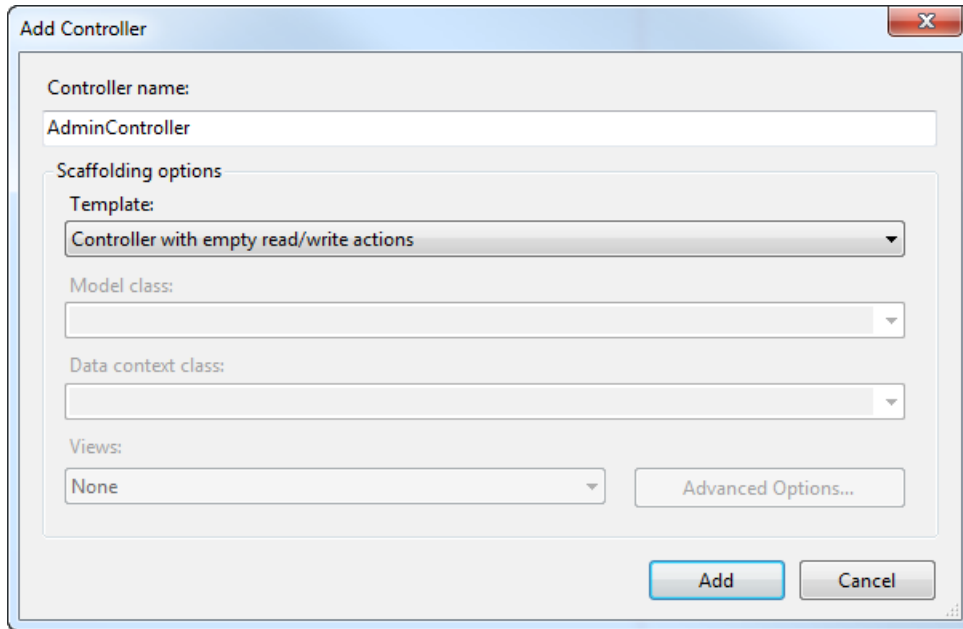 Add Controller
Controller name:
AdminController
Scaffolding options
Template:
Controller with empty read/write actions
Model class:
Data context class:
Views:
None
Advanced Options...
Add
Cancel